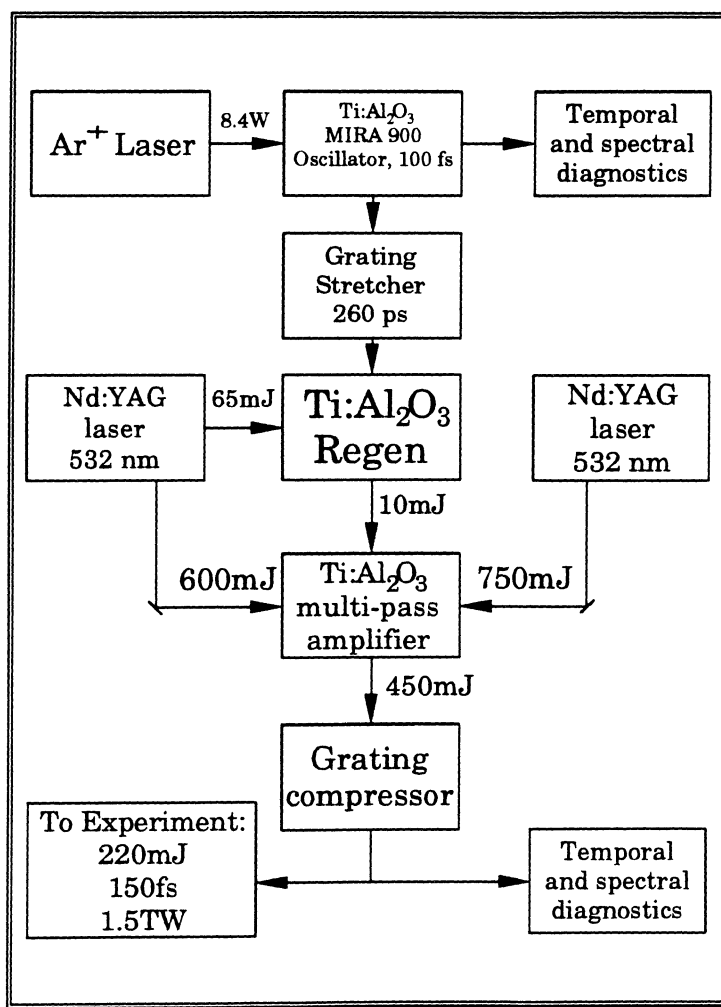 Ar+ Laser
8.4W
Ti:Al2O3
MIRA 900
Oscillator, 100 fs
Temporal
and spectral
diagnostics
Grating
Stretcher
260 ps
Nd:YAG
laser
532 nm
65mJ
Ti:Al2O3
Regen
Nd:YAG
laser
532 nm
10mJ
600mJ
Ti:Al2O3
multi-pass
amplifier
750mJ
450mJ
Grating
compressor
To Experiment:
220mJ
150fs
1.5TW
Temporal
and spectral
diagnostics